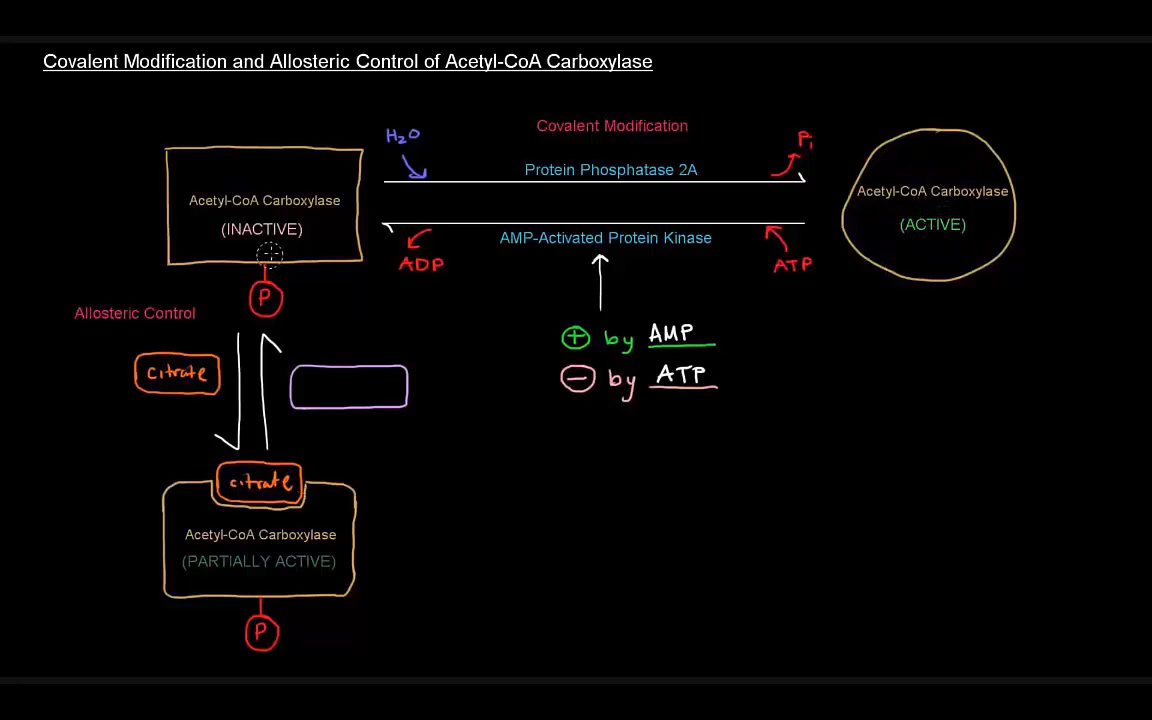 Covalent Modification and Allosteric Control of Acetyl-CoA Carboxylase
Covalent Modification
H₂O
Pi
Protein Phosphatase 2A
Acetyl-CoA Carboxylase
(INACTIVE)
Acetyl-CoA Carboxylase
(ACTIVE)
AMP-Activated Protein Kinase
ADP
ATP
P
Allosteric Control
+ by AMP
- by ATP
citrate
citrate
Acetyl-CoA Carboxylase
(PARTIALLY ACTIVE)
P